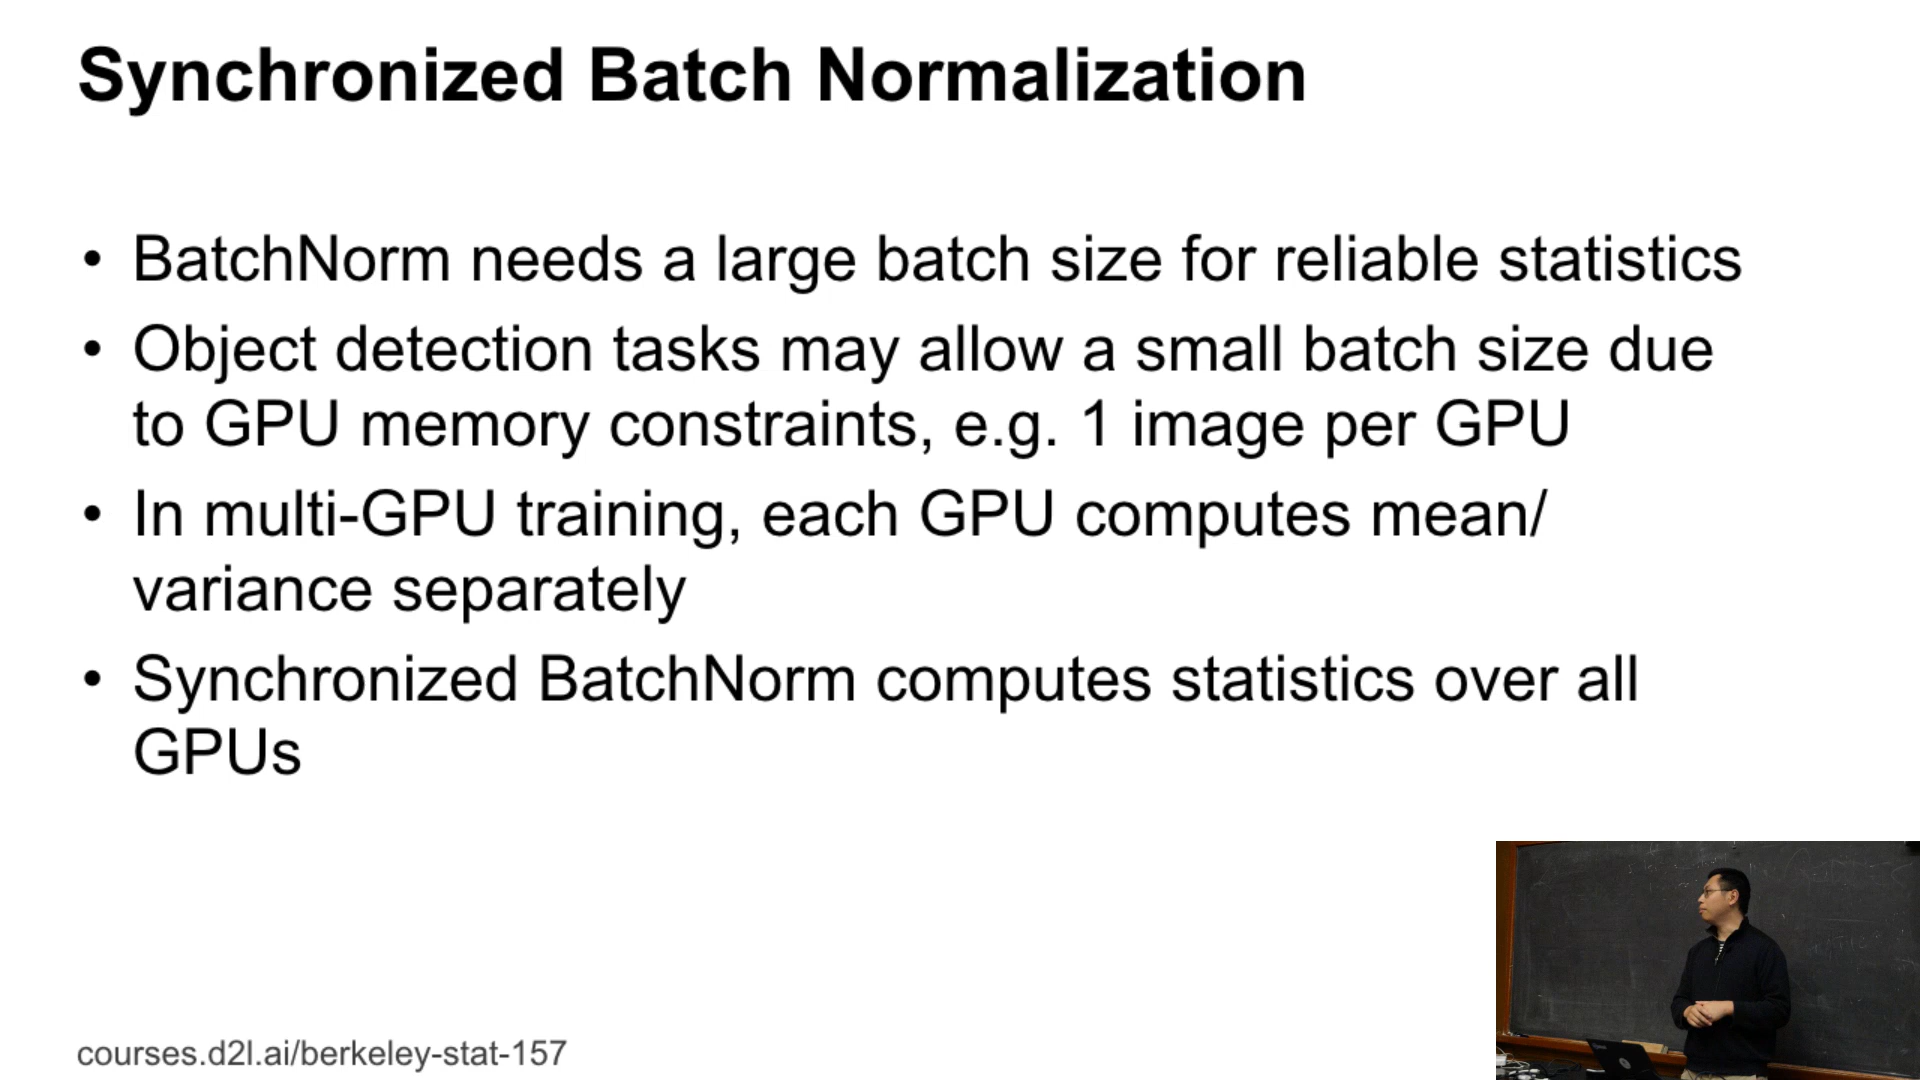 Synchronized Batch Normalization
• BatchNorm needs a large batch size for reliable statistics
• Object detection tasks may allow a small batch size due
to GPU memory constraints, e.g. 1 image per GPU
• In multi-GPU training, each GPU computes mean/
variance separately
• Synchronized BatchNorm computes statistics over all
GPUs
courses.d2l.ai/berkeley-stat-157